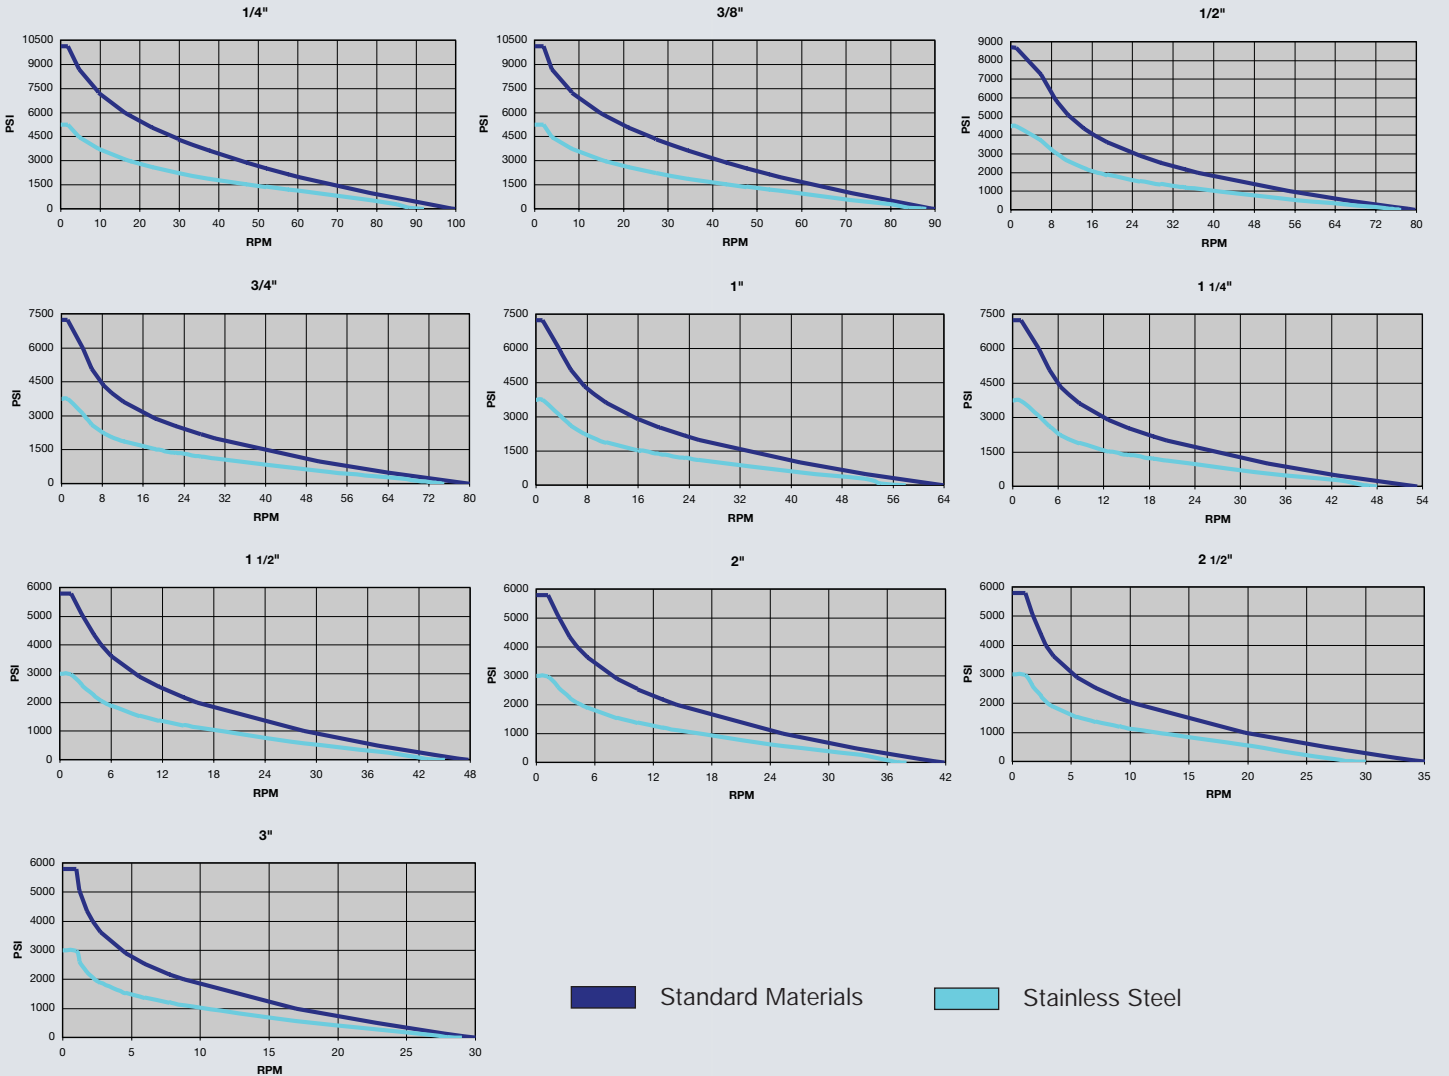 1/4"
10500
9000
7500
6000
4500
3000
1500
0
PSI
0 10 20 30 40 50 60 70 80 90 100
RPM
3/8"
10500
9000
7500
6000
4500
3000
1500
0
PSI
0 10 20 30 40 50 60 70 80 90
RPM
1/2"
9000
8000
7000
6000
5000
4000
3000
2000
1000
0
PSI
0 8 16 24 32 40 48 56 64 72 80
RPM
3/4"
7500
6000
4500
3000
1500
0
PSI
0 8 16 24 32 40 48 56 64 72 80
RPM
1"
7500
6000
4500
3000
1500
0
PSI
0 8 16 24 32 40 48 56 64
RPM
1 1/4"
7500
6000
4500
3000
1500
0
PSI
0 6 12 18 24 30 36 42 48 54
RPM
1 1/2"
6000
5000
4000
3000
2000
1000
0
PSI
0 6 12 18 24 30 36 42 48
RPM
2"
6000
5000
4000
3000
2000
1000
0
PSI
0 6 12 18 24 30 36 42
RPM
2 1/2"
6000
5000
4000
3000
2000
1000
0
PSI
0 5 10 15 20 25 30 35
RPM
3"
6000
5000
4000
3000
2000
1000
0
PSI
0 5 10 15 20 25 30
RPM
Standard Materials
Stainless Steel